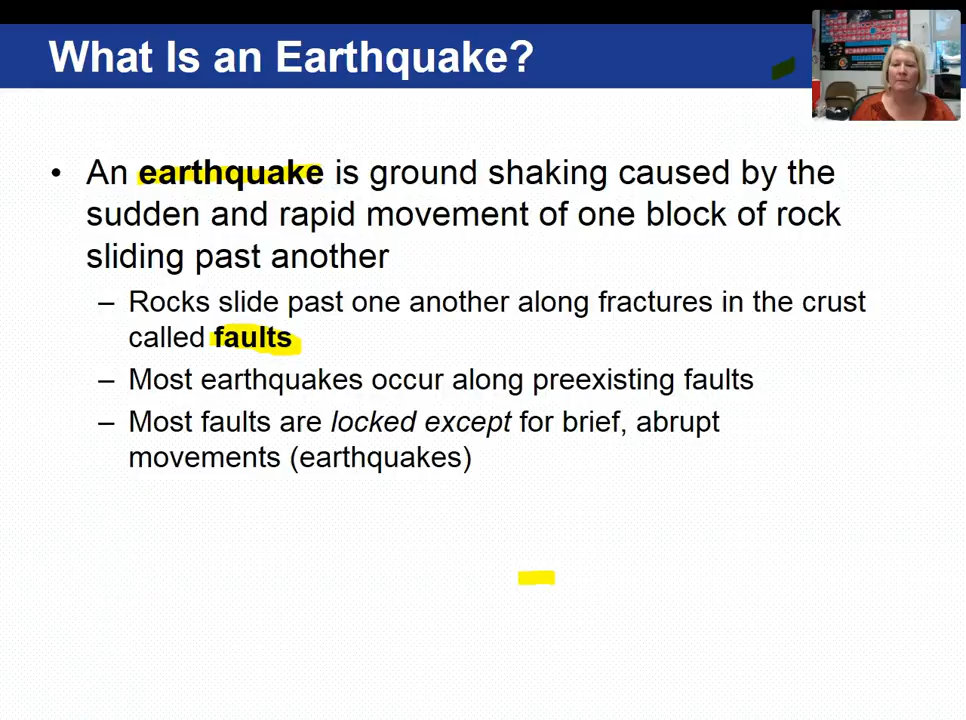 What Is an Earthquake?
• An earthquake is ground shaking caused by the
sudden and rapid movement of one block of rock
sliding past another
– Rocks slide past one another along fractures in the crust
called faults
– Most earthquakes occur along preexisting faults
– Most faults are locked except for brief, abrupt
movements (earthquakes)